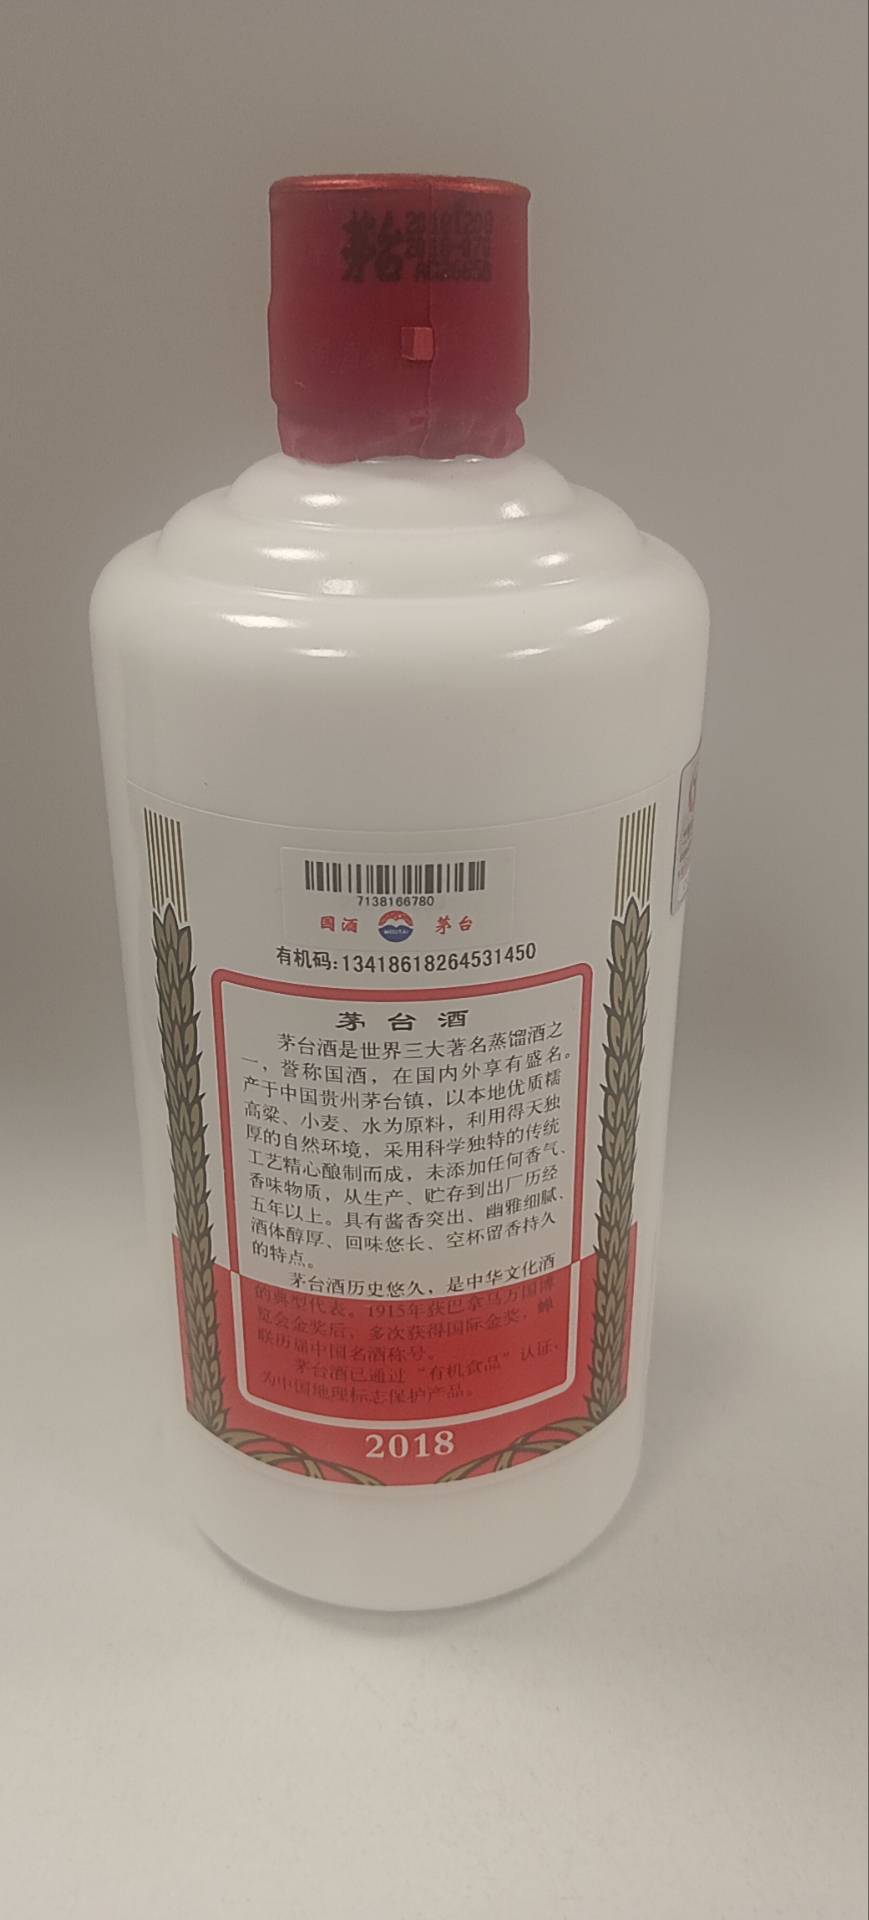 茅台
7138166780
国酒
MOUTAI
茅台
有机码:13418618264531450
茅台酒
茅台酒是世界三大著名蒸馏酒之
一，誉称国酒，在国内外享有盛名。
产于中国贵州茅台镇，以本地优质糯
高粱、小麦、水为原料，利用得天独
厚的自然环境，采用科学独特的传统
工艺精心酿制而成，未添加任何香气、
香味物质，从生产、贮存到出厂历经
五年以上。具有酱香突出、幽雅细腻、
酒体醇厚、回味悠长、空杯留香持久
的特点。
茅台酒历史悠久，是中华文化酒
的典型代表。1915年获巴拿马万国博
览会金奖后，多次获得国际金奖，蝉
联历届中国名酒称号。
茅台酒已通过“有机食品”认证，
为中国地理标志保护产品。
2018